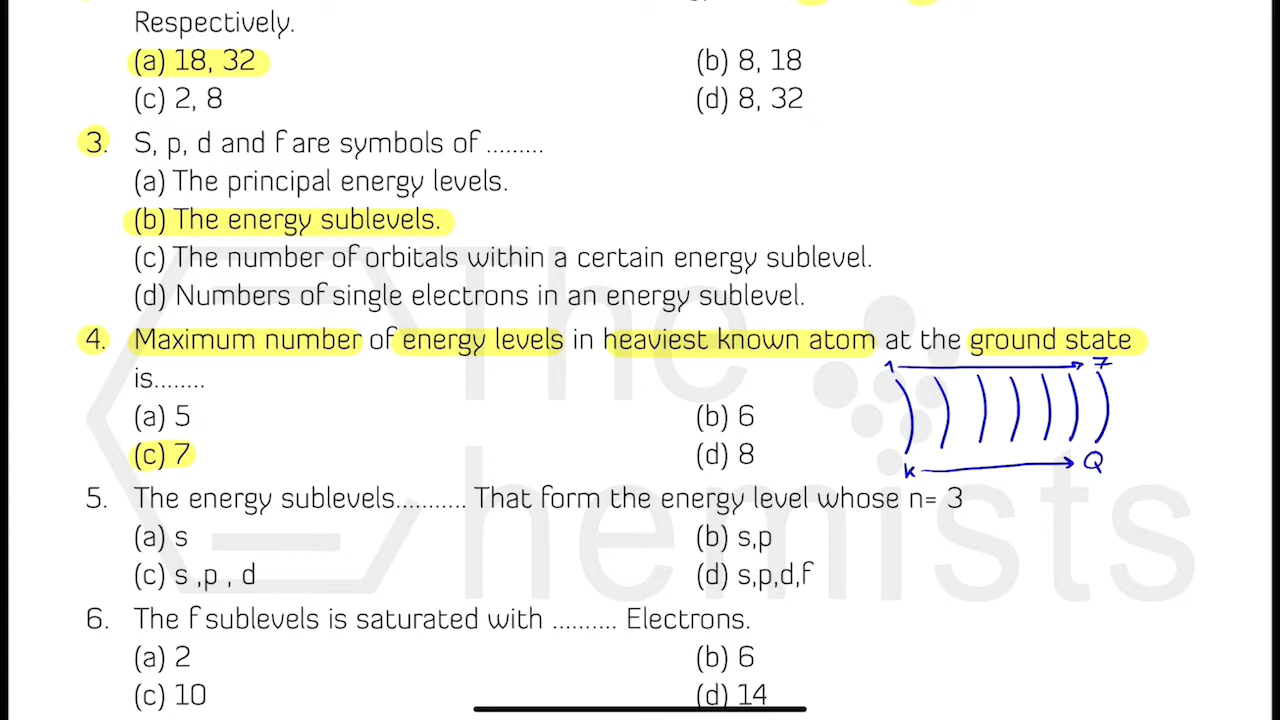 Respectively.
(a) 18, 32 (b) 8, 18
(c) 2, 8 (d) 8, 32
3. S, p, d and f are symbols of .........
(a) The principal energy levels.
(b) The energy sublevels.
(c) The number of orbitals within a certain energy sublevel.
(d) Numbers of single electrons in an energy sublevel.
4. Maximum number of energy levels in heaviest known atom at the ground state
is........
1 7
(a) 5 (b) 6
(c) 7 (d) 8
K Q
5. The energy sublevels........... That form the energy level whose n= 3
(a) s (b) s,p
(c) s ,p , d (d) s,p,d,f
6. The f sublevels is saturated with .......... Electrons.
(a) 2 (b) 6
(c) 10 (d) 14
The
Chemists